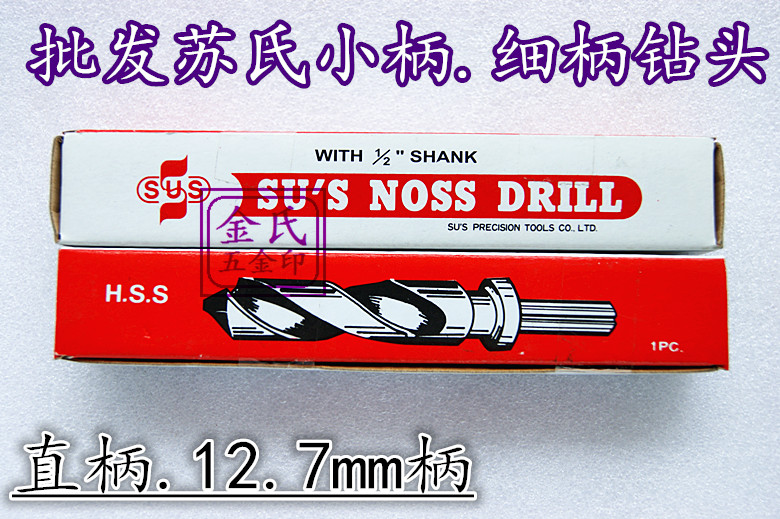 批发苏氏小柄.细柄钻头
WITH ½" SHANK
SUS
SU'S NOSS DRILL
SU'S PRECISION TOOLS CO., LTD.
金氏
五金印
H.S.S
1PC.
直柄.12.7mm柄